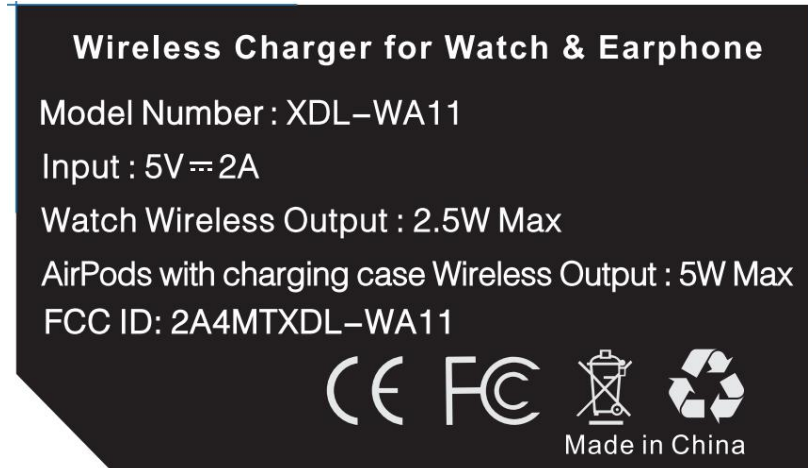 Wireless Charger for Watch & Earphone
Model Number : XDL-WA11
Input : 5V⎓2A
Watch Wireless Output : 2.5W Max
AirPods with charging case Wireless Output : 5W Max
FCC ID: 2A4MTXDL-WA11
CE FC
Made in China